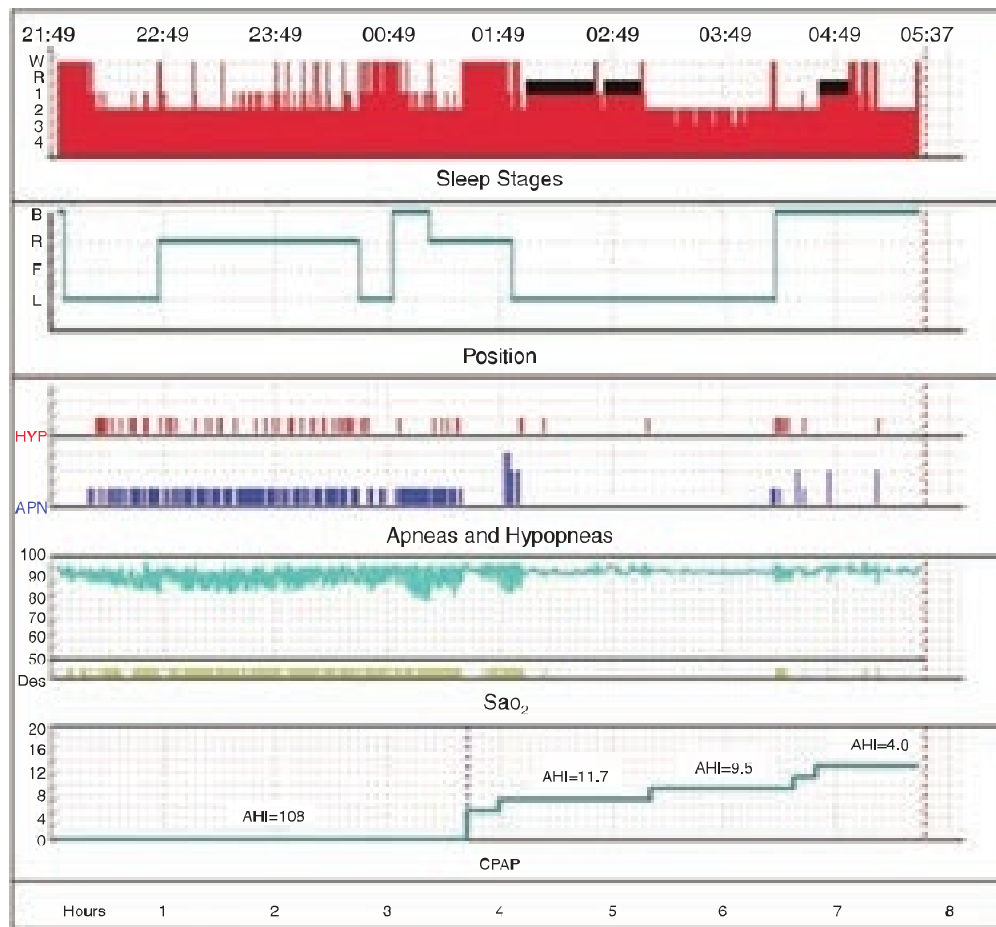 21:49 22:49 23:49 00:49 01:49 02:49 03:49 04:49 05:37
W
R
1
2
3
4
Sleep Stages
B
R
F
L
Position
HYP
APN
Apneas and Hypopneas
100
90
80
70
60
50
Des
Sao₂
20
16
12
8
4
0
AHI=108
AHI=11.7
AHI=9.5
AHI=4.0
CPAP
Hours 1 2 3 4 5 6 7 8